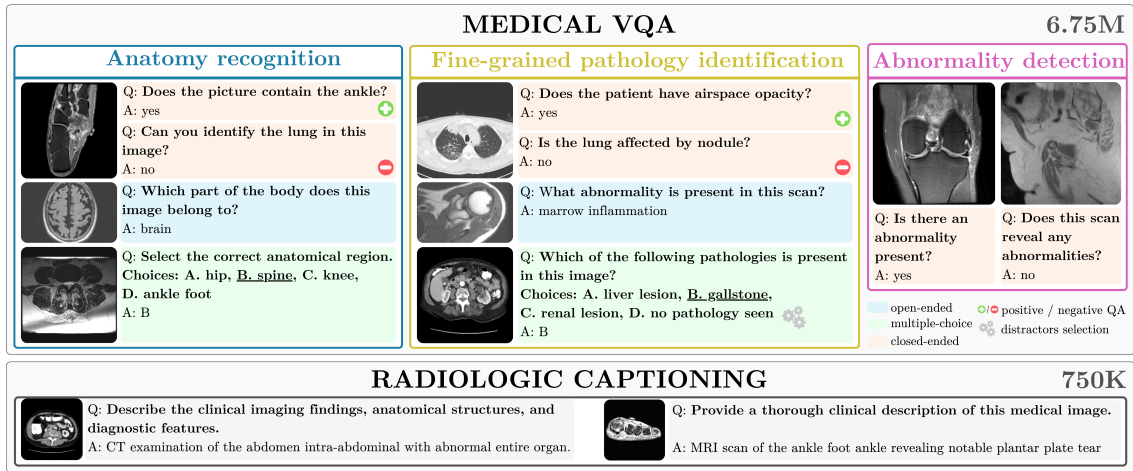 MEDICAL VQA
6.75M
Anatomy recognition
Q: Does the picture contain the ankle?
A: yes
Q: Can you identify the lung in this
image?
A: no
Q: Which part of the body does this
image belong to?
A: brain
Q: Select the correct anatomical region.
Choices: A. hip, B. spine, C. knee,
D. ankle foot
A: B
Fine-grained pathology identification
Q: Does the patient have airspace opacity?
A: yes
Q: Is the lung affected by nodule?
A: no
Q: What abnormality is present in this scan?
A: marrow inflammation
Q: Which of the following pathologies is present
in this image?
Choices: A. liver lesion, B. gallstone,
C. renal lesion, D. no pathology seen
A: B
Abnormality detection
Q: Is there an
abnormality
present?
A: yes
Q: Does this scan
reveal any
abnormalities?
A: no
open-ended
multiple-choice
closed-ended
+/- positive / negative QA
distractors selection
RADIOLOGIC CAPTIONING
750K
Q: Describe the clinical imaging findings, anatomical structures, and
diagnostic features.
A: CT examination of the abdomen intra-abdominal with abnormal entire organ.
Q: Provide a thorough clinical description of this medical image.
A: MRI scan of the ankle foot ankle revealing notable plantar plate tear